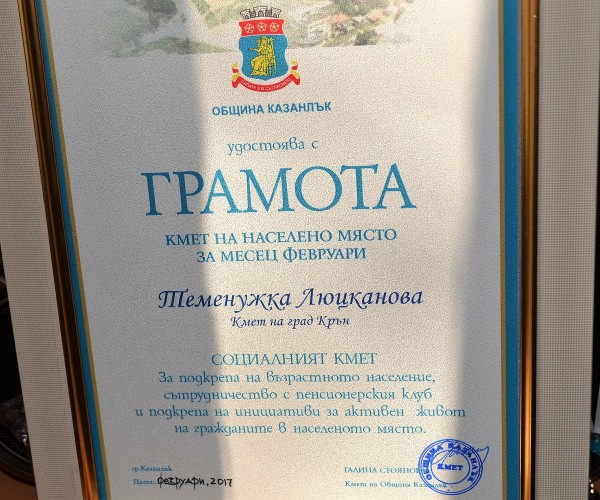 ОБЩИНА КАЗАНЛЪК
удостоява с
ГРАМОТА
КМЕТ НА НАСЕЛЕНО МЯСТО
ЗА МЕСЕЦ ФЕВРУАРИ
Теменужка Люцканова
Кмет на град Крън
СОЦИАЛНИЯТ КМЕТ
За подкрепа на възрастното население,
сътрудничество с пенсионерския клуб
и подкрепа на инициативи за активен живот
на гражданите в населеното място.
гр.Казанлък
Дата: февруари, 2017
ГАЛИНА СТОЯНОВА
Кмет на Община Казанлък
ОБЩИНА КАЗАНЛЪК
КМЕТ